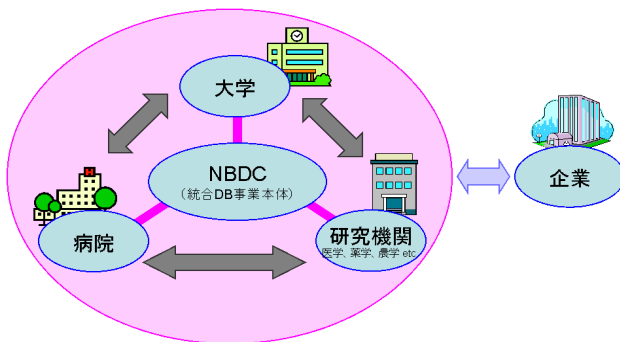 大学
NBDC
（統合DB事業本体）
企業
病院
研究機関
医学、薬学、農学 etc
H